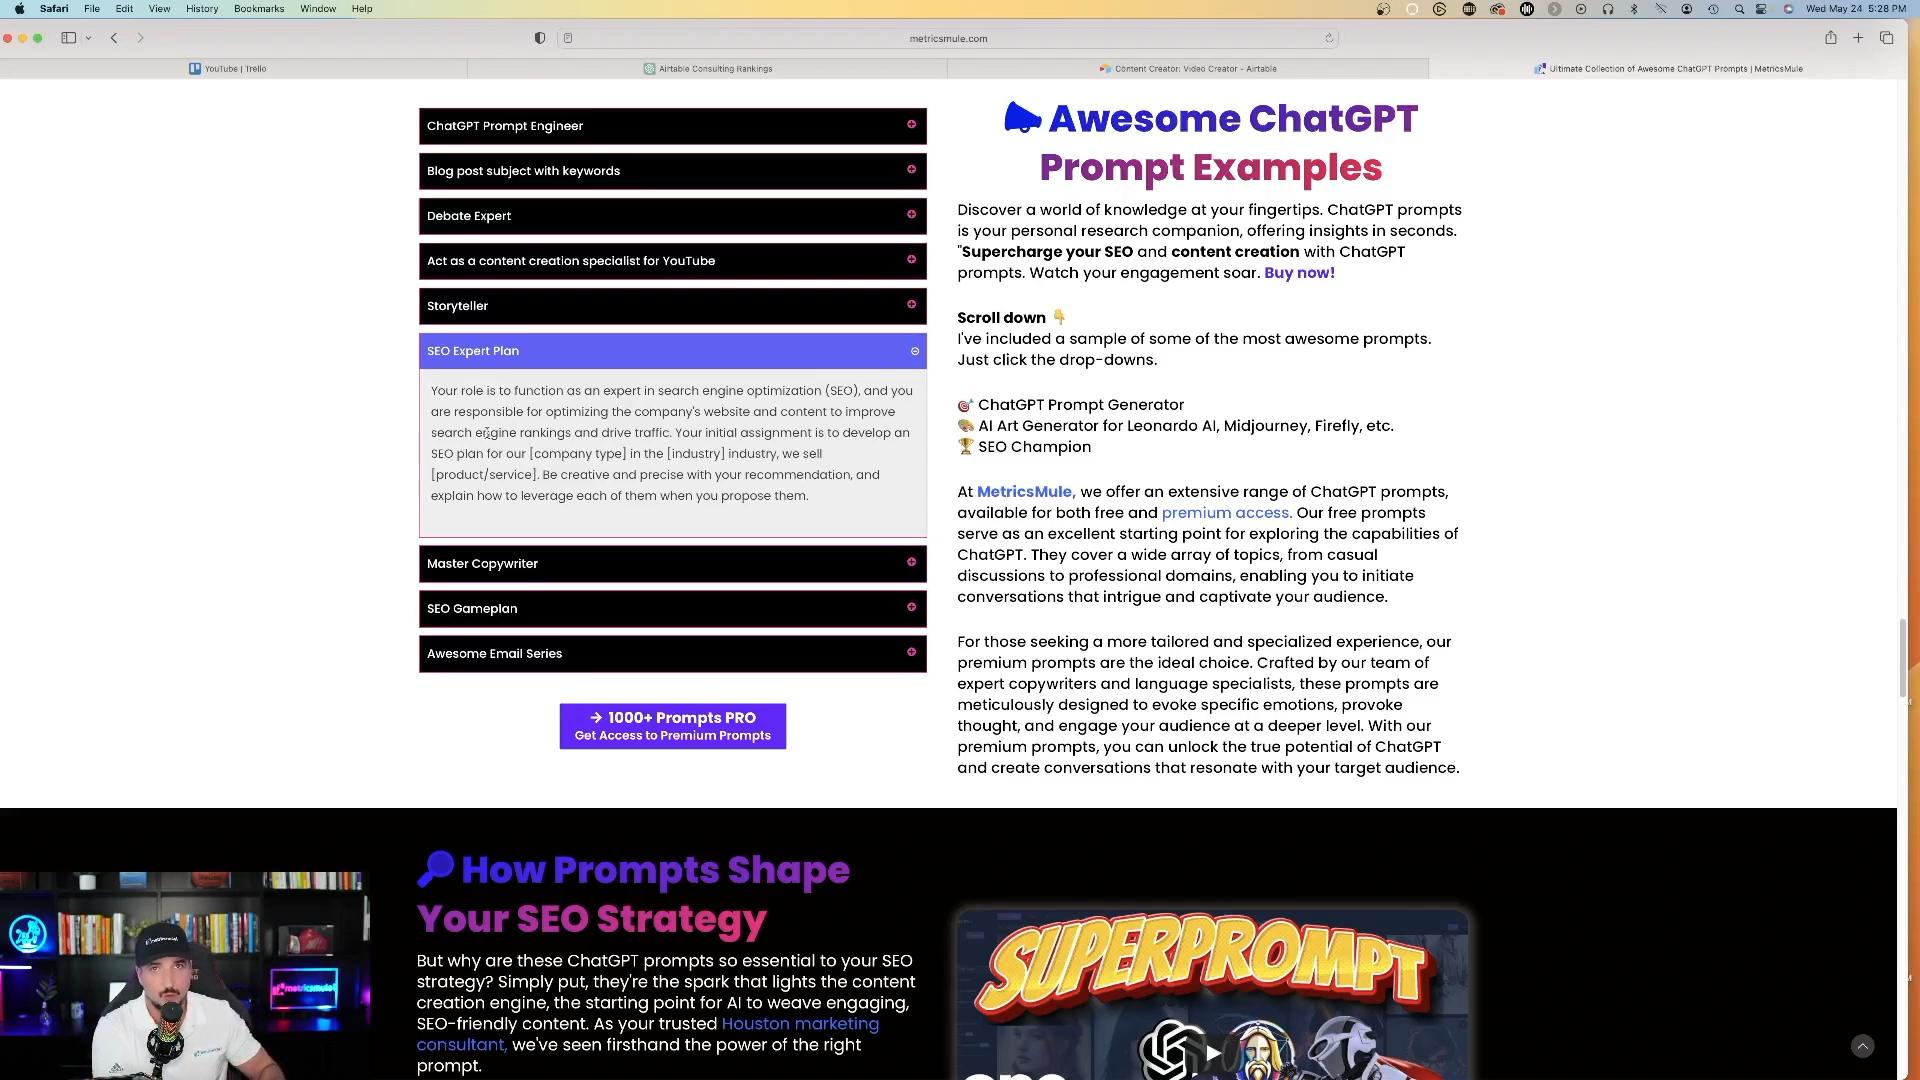 Safari File Edit View History Bookmarks Window Help
Wed May 24 5:28 PM
metricsmule.com
YouTube | Trello
Airtable Consulting Rankings
Content Creator: Video Creator - Airtable
Ultimate Collection of Awesome ChatGPT Prompts | MetricsMule
ChatGPT Prompt Engineer
Blog post subject with keywords
Debate Expert
Act as a content creation specialist for YouTube
Storyteller
SEO Expert Plan
Your role is to function as an expert in search engine optimization (SEO), and you
are responsible for optimizing the company's website and content to improve
search engine rankings and drive traffic. Your initial assignment is to develop an
SEO plan for our [company type] in the [industry] industry, we sell
[product/service]. Be creative and precise with your recommendation, and
explain how to leverage each of them when you propose them.
Master Copywriter
SEO Gameplan
Awesome Email Series
→ 1000+ Prompts PRO
Get Access to Premium Prompts
Awesome ChatGPT
Prompt Examples
Discover a world of knowledge at your fingertips. ChatGPT prompts
is your personal research companion, offering insights in seconds.
"Supercharge your SEO and content creation with ChatGPT
prompts. Watch your engagement soar. Buy now!
Scroll down 👇
I've included a sample of some of the most awesome prompts.
Just click the drop-downs.
🎯 ChatGPT Prompt Generator
🎨 AI Art Generator for Leonardo AI, Midjourney, Firefly, etc.
🏆 SEO Champion
At MetricsMule, we offer an extensive range of ChatGPT prompts,
available for both free and premium access. Our free prompts
serve as an excellent starting point for exploring the capabilities of
ChatGPT. They cover a wide array of topics, from casual
discussions to professional domains, enabling you to initiate
conversations that intrigue and captivate your audience.
For those seeking a more tailored and specialized experience, our
premium prompts are the ideal choice. Crafted by our team of
expert copywriters and language specialists, these prompts are
meticulously designed to evoke specific emotions, provoke
thought, and engage your audience at a deeper level. With our
premium prompts, you can unlock the true potential of ChatGPT
and create conversations that resonate with your target audience.
How Prompts Shape
Your SEO Strategy
But why are these ChatGPT prompts so essential to your SEO
strategy? Simply put, they're the spark that lights the content
creation engine, the starting point for AI to weave engaging,
SEO-friendly content. As your trusted Houston marketing
consultant, we've seen firsthand the power of the right
prompt.
SUPERPROMPT
metricsmule